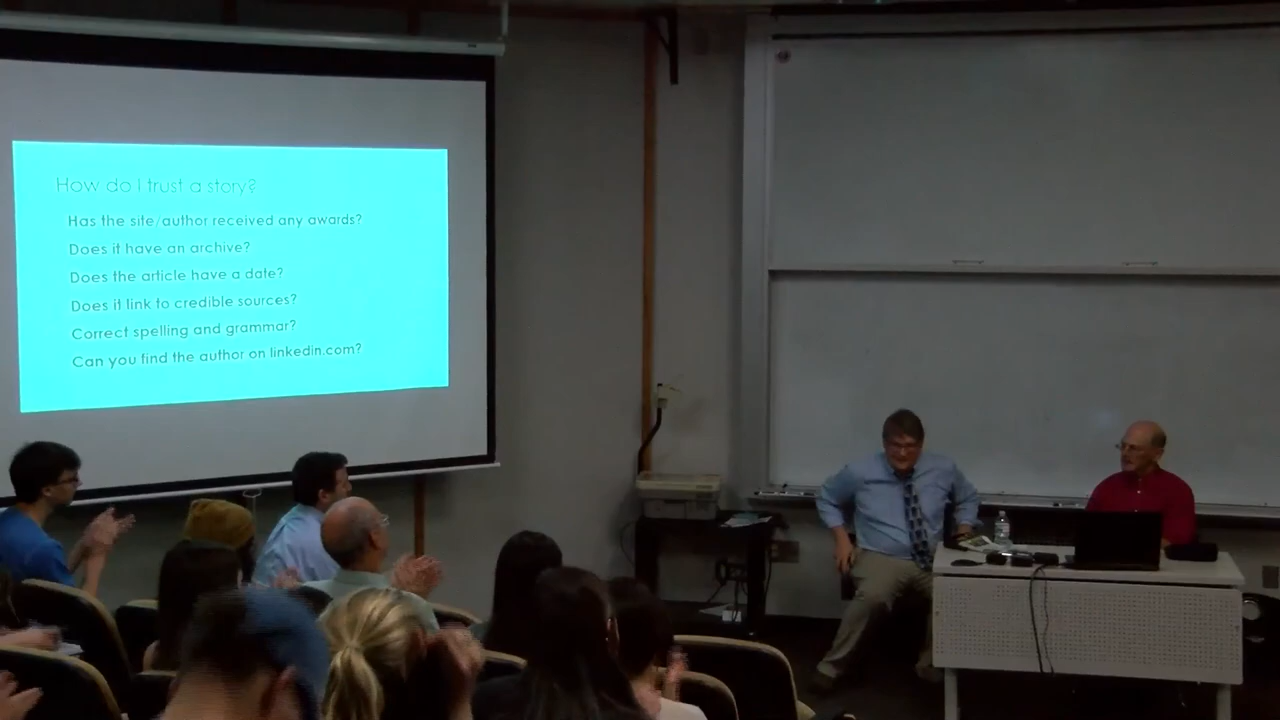 How do I trust a story?
Has the site/author received any awards?
Does it have an archive?
Does the article have a date?
Does it link to credible sources?
Correct spelling and grammar?
Can you find the author on linkedin.com?